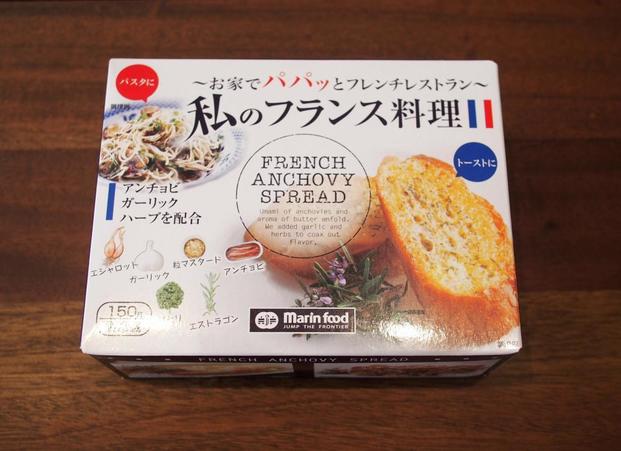 パスタに
調理例
〜お家でパパッとフレンチレストラン〜
私のフランス料理
トーストに
アンチョビ
ガーリック
ハーブを配合
FRENCH
ANCHOVY
SPREAD
Umami of anchovies and
aroma of butter enfold.
We added garlic and
herbs to coax out
flavor.
エシャロット
ガーリック
粒マスタード
アンチョビ
エストラゴン
150
marin food
JUMP THE FRONTIER
FRENCH ANCHOVY SPREAD